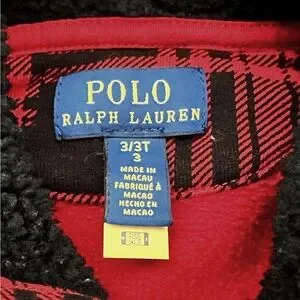 POLO
RALPH LAUREN
3/3T
3
MADE IN
MACAU
FABRIQUÉ À
MACAO
HECHO EN
MACAO